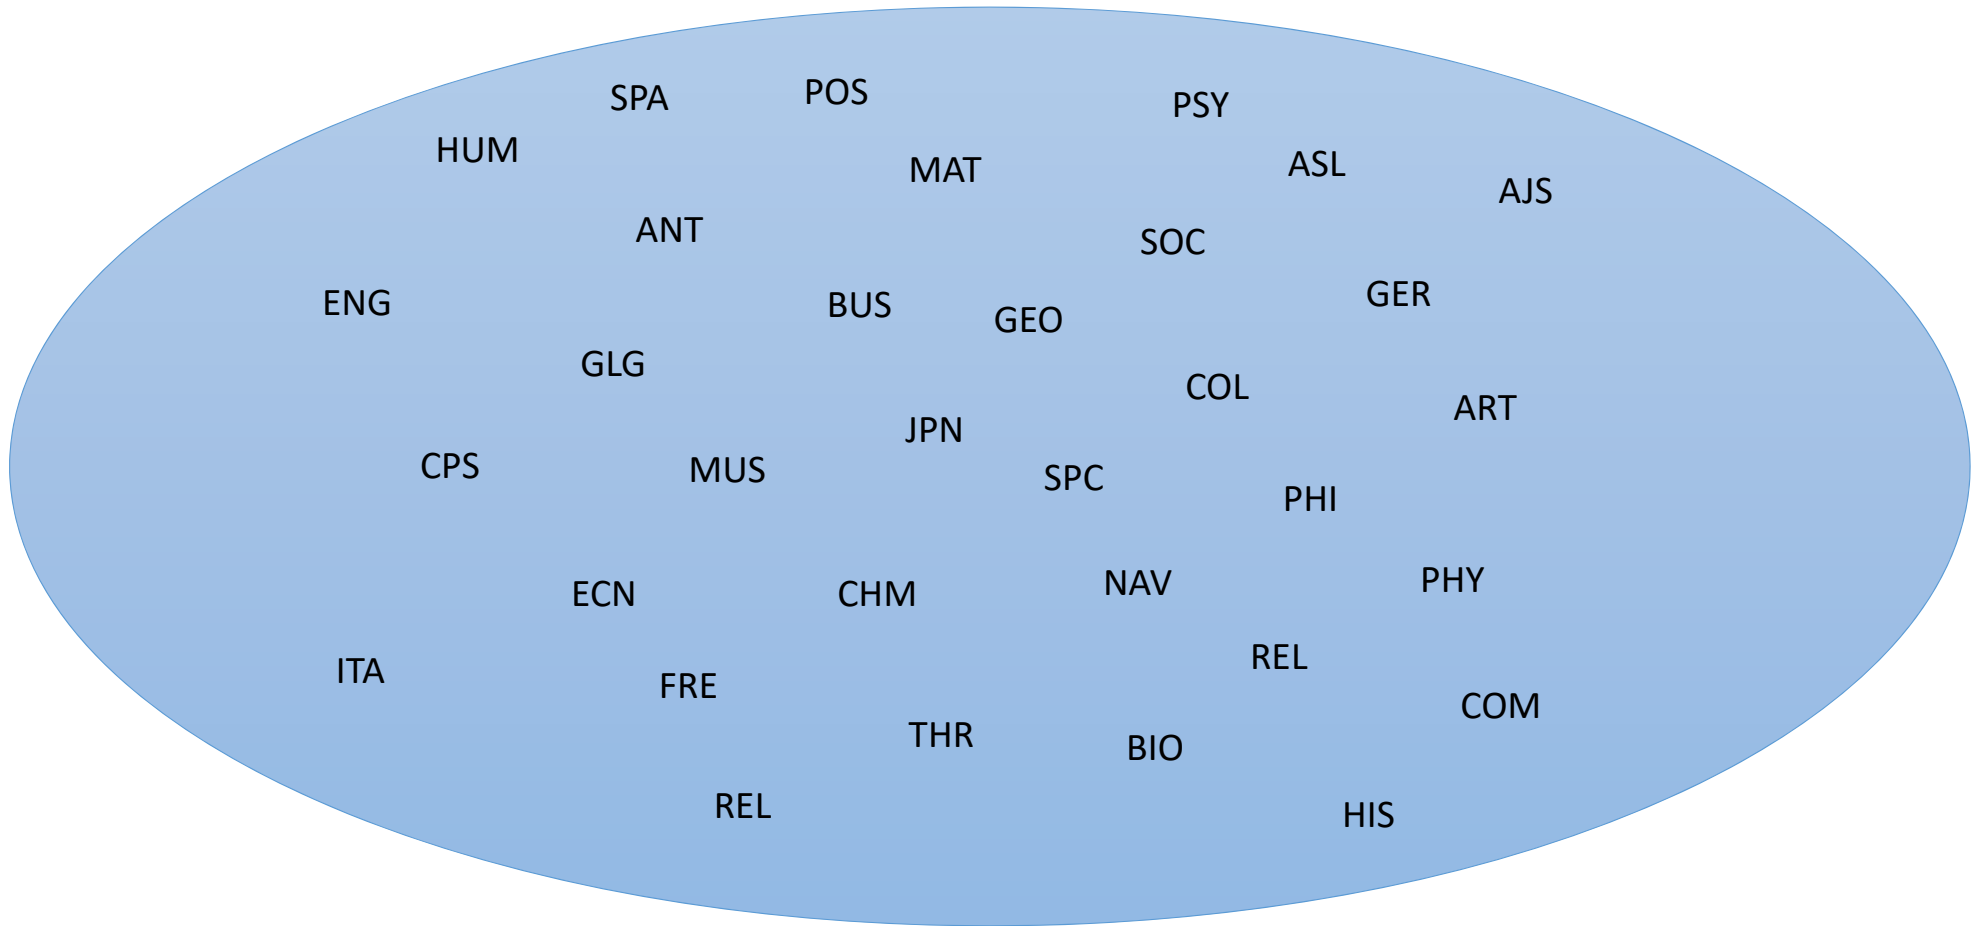 SPA
POS
PSY
HUM
MAT
ASL
AJS
ANT
SOC
ENG
BUS
GEO
GER
GLG
COL
ART
JPN
CPS
MUS
SPC
PHI
ECN
CHM
NAV
PHY
ITA
FRE
REL
COM
THR
BIO
REL
HIS